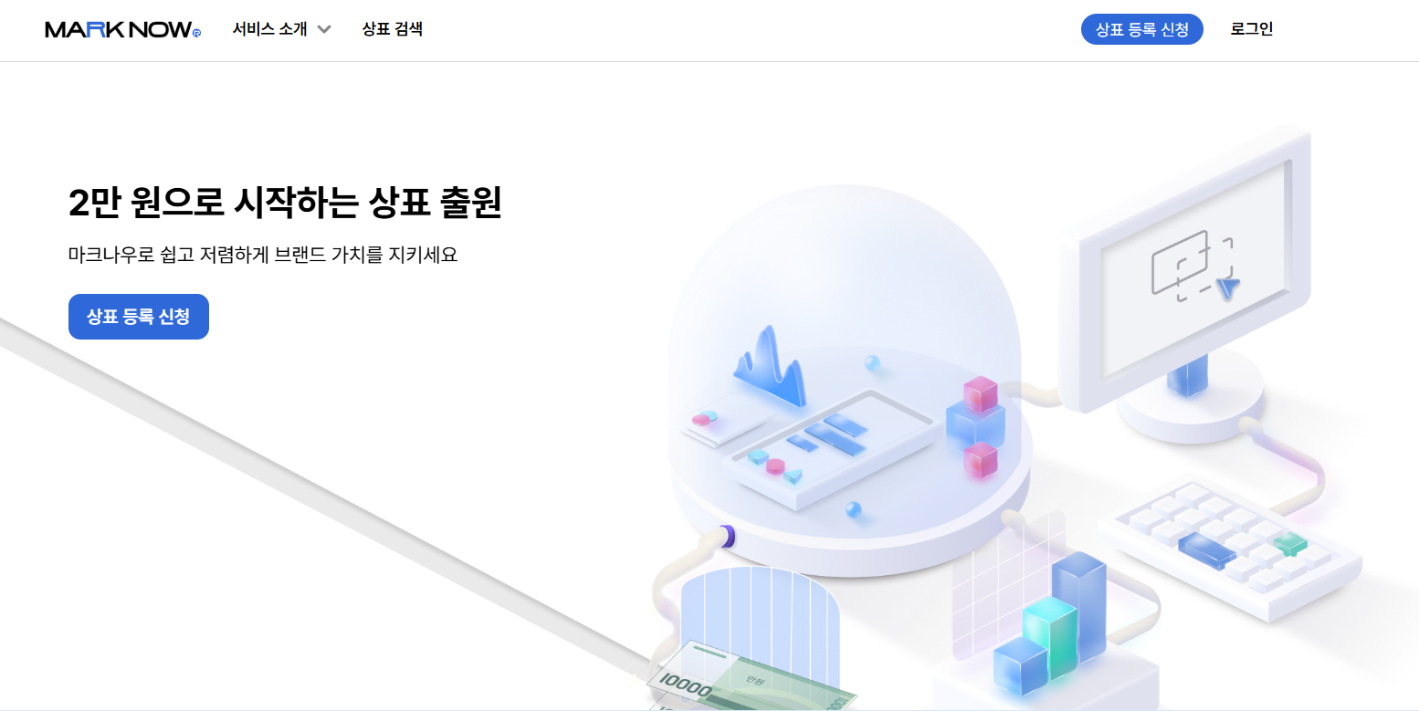 MARK NOW
서비스 소개
상표 검색
상표 등록 신청
로그인
2만 원으로 시작하는 상표 출원
마크나우로 쉽고 저렴하게 브랜드 가치를 지키세요
상표 등록 신청
10000
만원